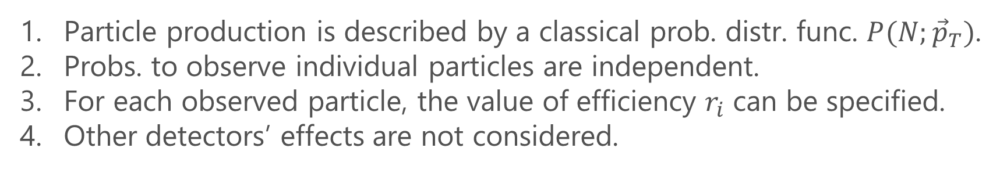 1. Particle production is described by a classical prob. distr. func. P(N; p⃗_T).
2. Probs. to observe individual particles are independent.
3. For each observed particle, the value of efficiency r_i can be specified.
4. Other detectors’ effects are not considered.